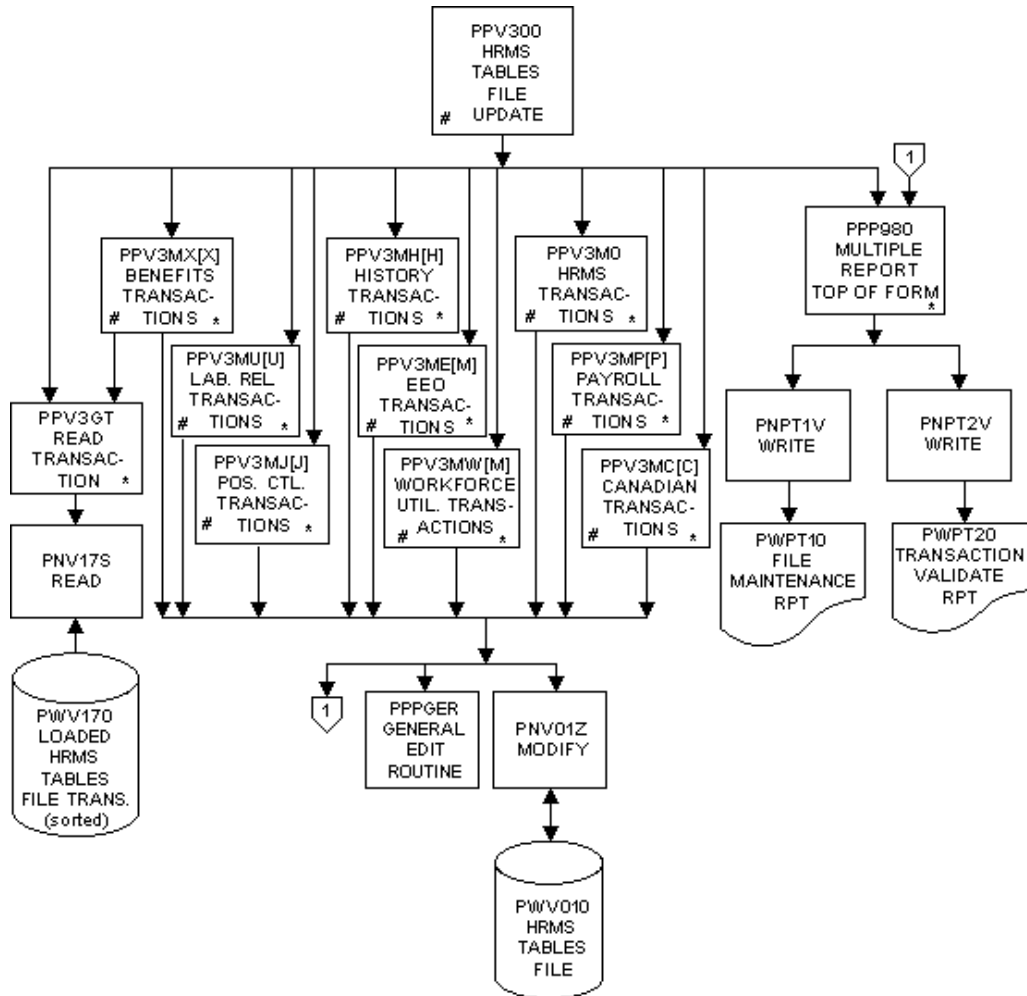 PPV300
HRMS
TABLES
FILE
# UPDATE
1
PPV3MX[X]
BENEFITS
TRANSAC-
# TIONS *
PPV3MH[H]
HISTORY
TRANSAC-
# TIONS *
PPV3M0
HRMS
TRANSAC-
# TIONS *
PPP980
MULTIPLE
REPORT
TOP OF FORM
*
PPV3MU[U]
LAB. REL
TRANSAC-
# TIONS *
PPV3ME[M]
EEO
TRANSAC-
# TIONS *
PPV3MP[P]
PAYROLL
TRANSAC-
# TIONS *
PPV3GT
READ
TRANSAC-
TION *
PPV3MJ[J]
POS. CTL.
TRANSAC-
# TIONS *
PPV3MW[M]
WORKFORCE
UTIL. TRANS-
# ACTIONS *
PPV3MC[C]
CANADIAN
TRANSAC-
# TIONS *
PNPT1V
WRITE
PNPT2V
WRITE
PNV17S
READ
PWPT10
FILE
MAINTENANCE
RPT
PWPT20
TRANSACTION
VALIDATE
RPT
PWV170
LOADED
HRMS
TABLES
FILE TRANS.
(sorted)
1
PPPGER
GENERAL
EDIT
ROUTINE
PNV01Z
MODIFY
PWV010
HRMS
TABLES
FILE